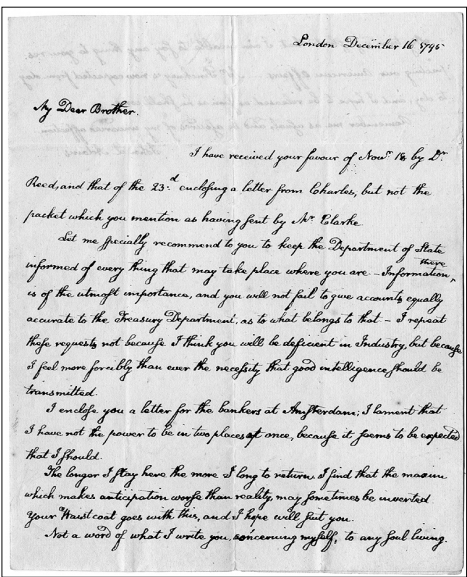 London December 16 1795
My Dear Brother.
I have received your favour of Novr 18 by Dr.
Reed, and that of the 23.d enclosing a letter from Charles, but not the
packet which you mention as having sent by Mr. Clarke
Let me specially recommend to you to keep the Department of State
informed of every thing that may take place where you are – Information there
is of the utmost importance, and you will not fail to give accounts equally
accurate to the Treasury Department, as to what belongs to that – I repeat
these requests not because I think you will be deficient in Industry, but because
I feel more forcibly than ever the necessity that good intelligence should be
transmitted.
I enclose you a letter for the bankers at Amsterdam; I lament that
I have not the power to be in two places at once, because it seems to be expected
that I should.
The longer I stay here the more I long to return. I find that the maxim
which makes anticipation worse than reality, may sometimes be inverted
Your Waistcoat goes with this, and I hope will suit you.
Not a word of what I write you, concerning myself, to any soul living.